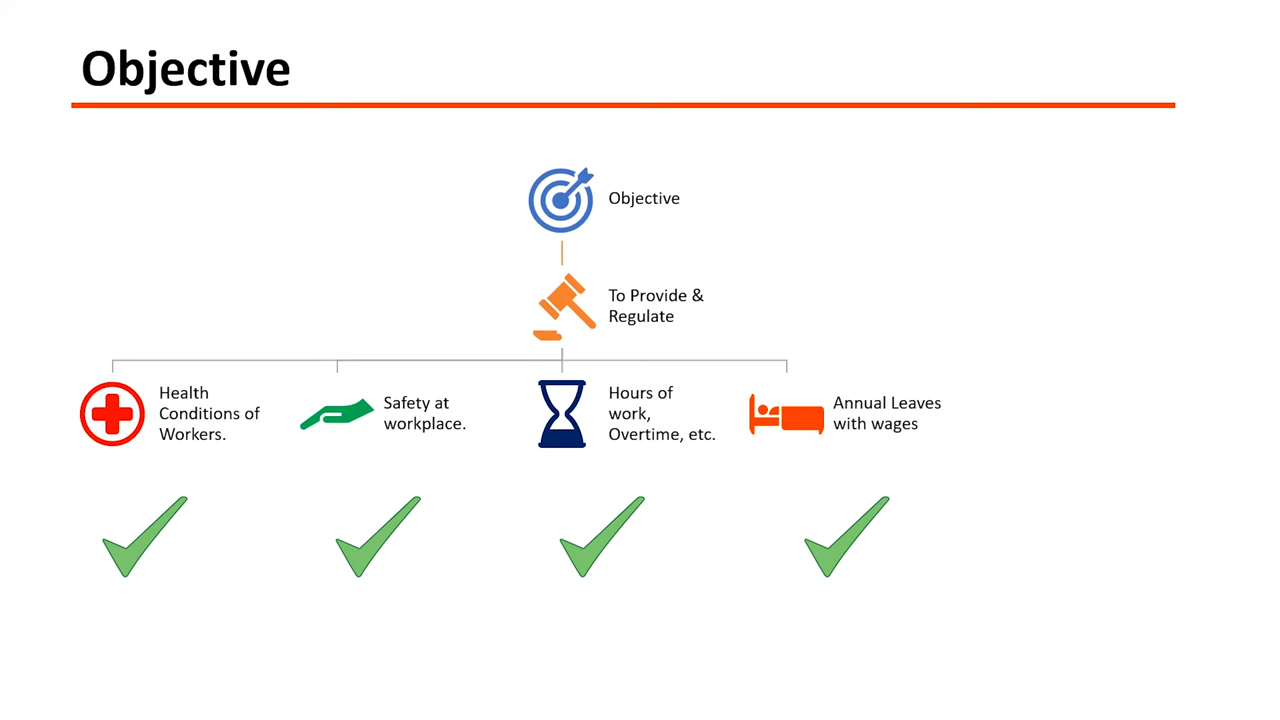 Objective
Objective
To Provide &
Regulate
Health
Conditions of
Workers.
Safety at
workplace.
Hours of
work,
Overtime, etc.
Annual Leaves
with wages